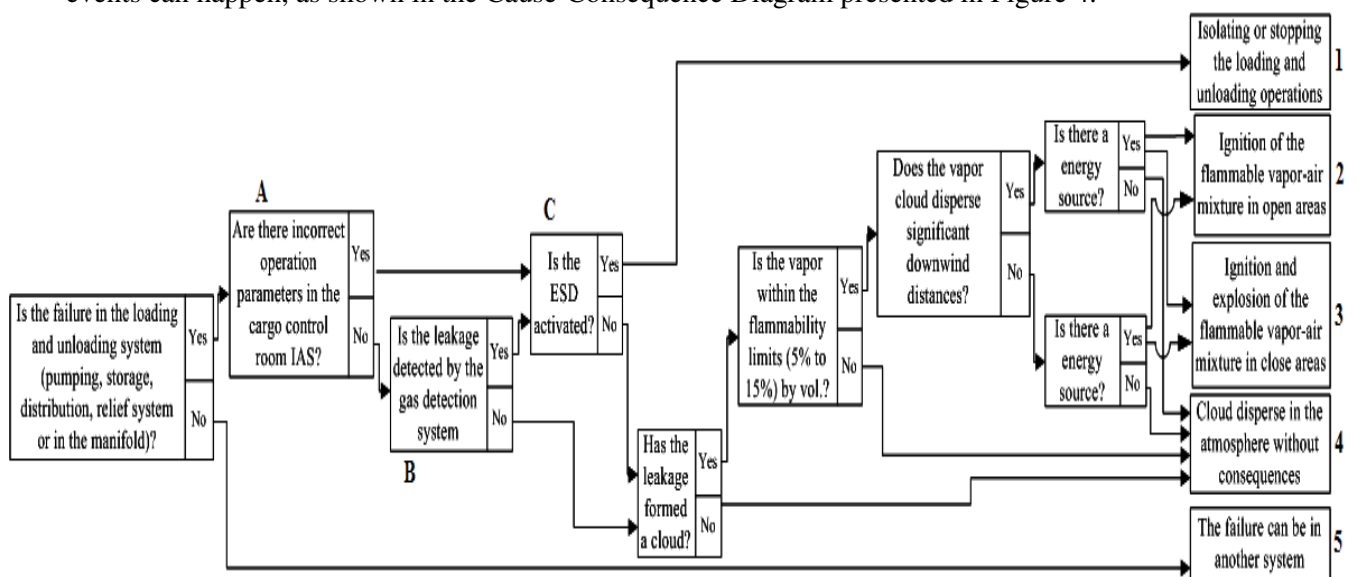 events can happen, as shown in the Cause-Consequence Diagram presented in Figure 4.
Isolating or stopping
the loading and
unloading operations
1
Is there a
energy
source?
Yes
No
Ignition of the
flammable vapor-air
mixture in open areas
2
Does the vapor
cloud disperse
significant
downwind
distances?
Yes
No
A
Are there incorrect
operation
parameters in the
cargo control
room IAS?
Yes
No
C
Is the
ESD
activated?
Yes
No
Is the vapor
within the
flammability
limits (5% to
15%) by vol.?
Yes
No
Ignition and
explosion of the
flammable vapor-air
mixture in close areas
3
Is the failure in the loading
and unloading system
(pumping, storage,
distribution, relief system
or in the manifold)?
Yes
No
Is the leakage
detected by the
gas detection
system
Yes
No
B
Is there a
energy
source?
Yes
No
Has the
leakage
formed
a cloud?
Yes
No
Cloud disperse in the
atmosphere without
consequences
4
The failure can be in
another system
5